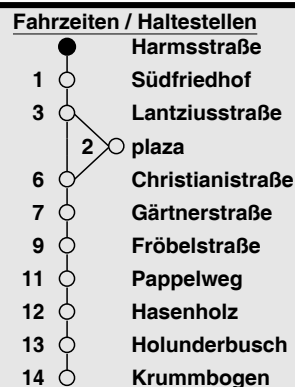 Fahrzeiten / Haltestellen
Harmsstraße
1 Südfriedhof
3 Lantziusstraße
2 plaza
6 Christianistraße
7 Gärtnerstraße
9 Fröbelstraße
11 Pappelweg
12 Hasenholz
13 Holunderbusch
14 Krummbogen